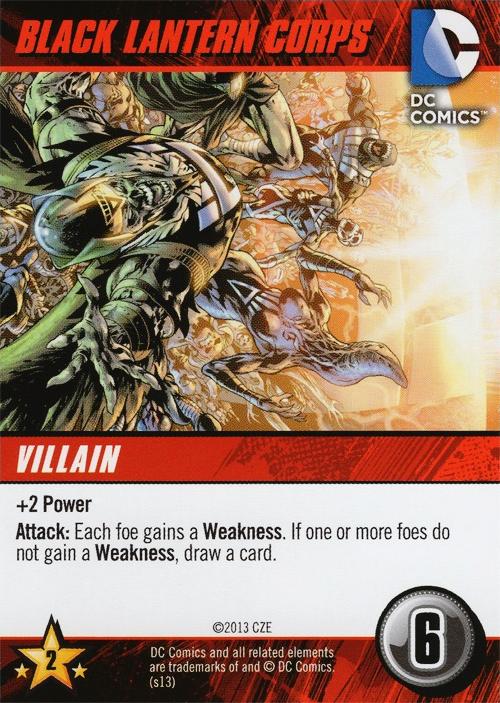 BLACK LANTERN CORPS
DC
DC
COMICS™
VILLAIN
+2 Power
Attack: Each foe gains a Weakness. If one or more foes do
not gain a Weakness, draw a card.
©2013 CZE
2
DC Comics and all related elements
are trademarks of and © DC Comics.
(s13)
6